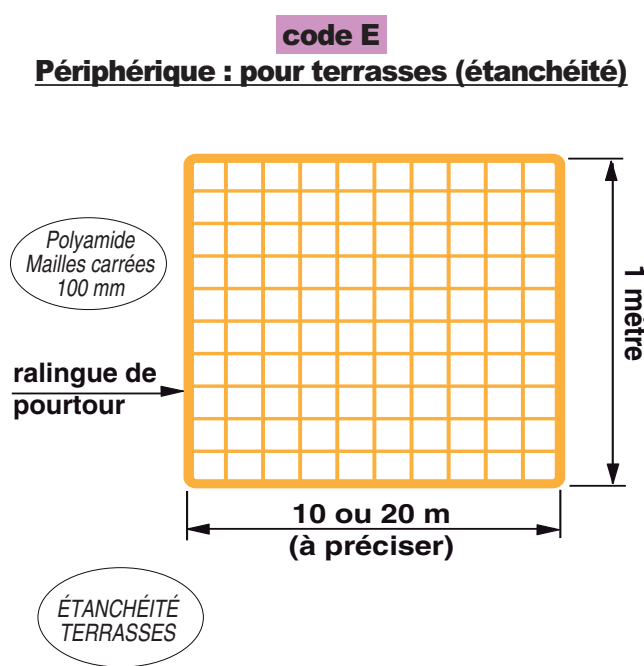 code E
Périphérique : pour terrasses (étanchéité)
Polyamide
Mailles carrées
100 mm
1 mètre
ralingue de
pourtour
10 ou 20 m
(à préciser)
ÉTANCHÉITÉ
TERRASSES